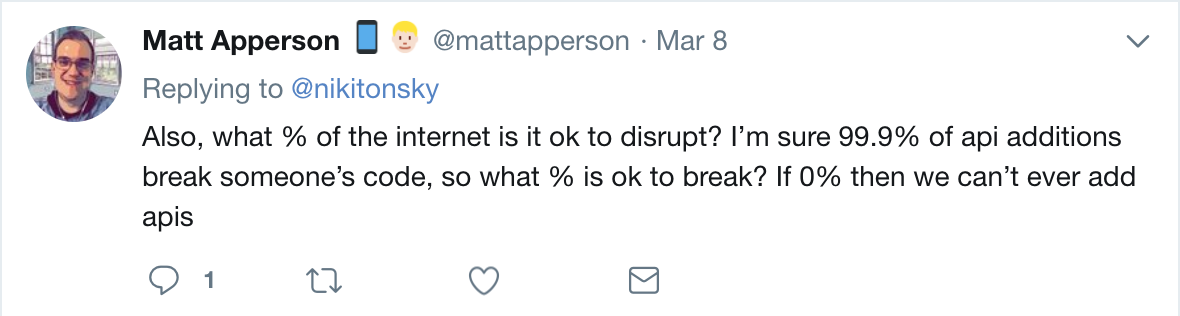 Matt Apperson 📱 👱🏻 @mattapperson · Mar 8
Replying to @nikitonsky
Also, what % of the internet is it ok to disrupt? I’m sure 99.9% of api additions
break someone’s code, so what % is ok to break? If 0% then we can’t ever add
apis
1